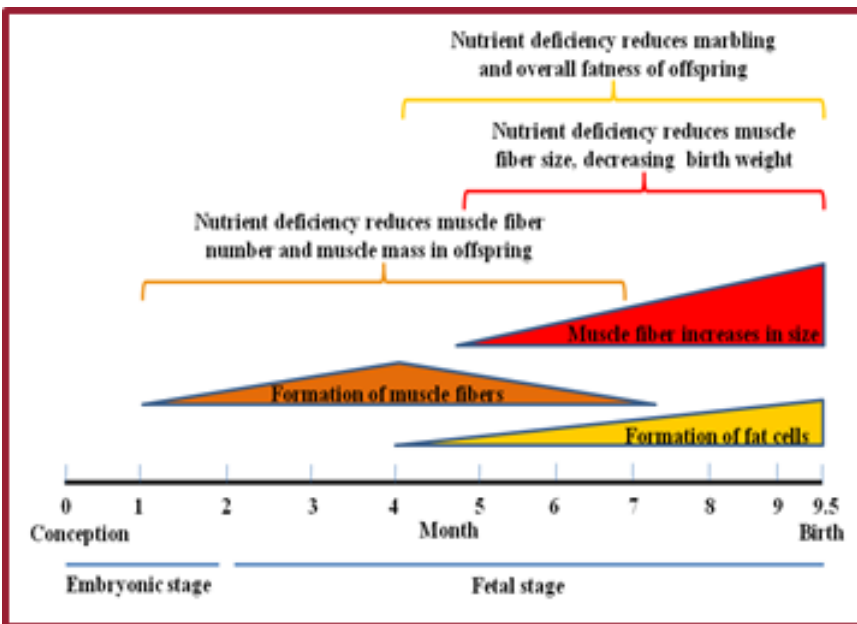 Nutrient deficiency reduces marbling
and overall fatness of offspring
Nutrient deficiency reduces muscle
fiber size, decreasing birth weight
Nutrient deficiency reduces muscle fiber
number and muscle mass in offspring
Muscle fiber increases in size
Formation of muscle fibers
Formation of fat cells
0 1 2 3 4 5 6 7 8 9 9.5
Conception Month Birth
Embryonic stage Fetal stage